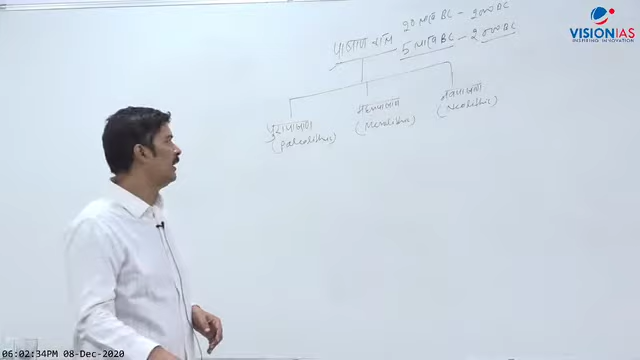 VISIONIAS
INSPIRING INNOVATION
पाषाण काल 20 लाख BC - 2000 BC
5 लाख BC - 2000 BC
पुरापाषाण मध्यपाषाण नवपाषाण
(Paleolithic) (Mesolithic) (Neolithic)
06:02:34PM 08-Dec-2020